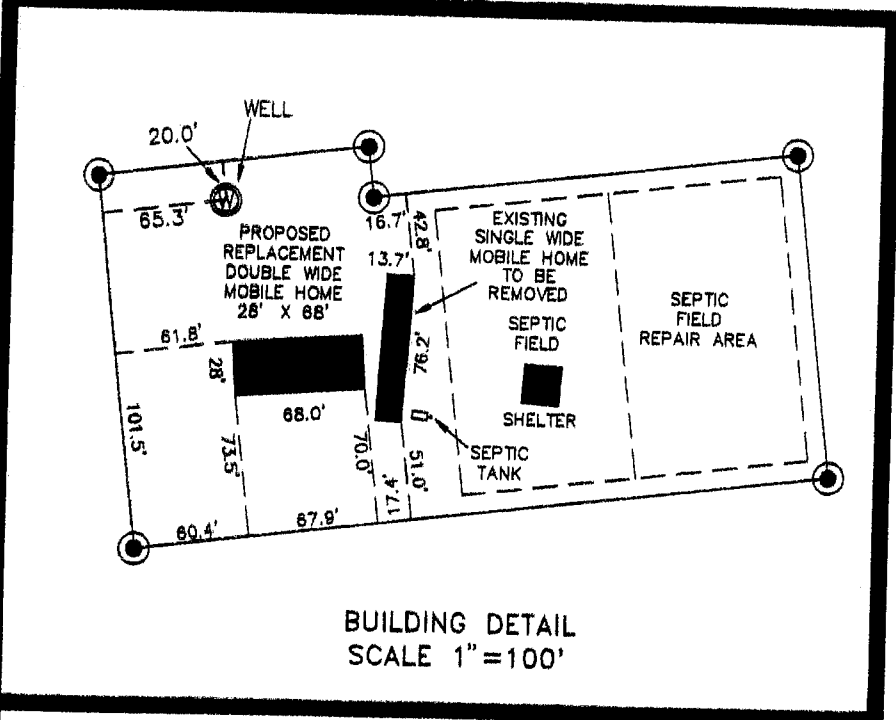 WELL
20.0'
W
65.3'
PROPOSED
REPLACEMENT
DOUBLE WIDE
MOBILE HOME
28' X 68'
16.7'
42.8'
13.7'
EXISTING
SINGLE WIDE
MOBILE HOME
TO BE
REMOVED
SEPTIC
FIELD
SEPTIC
FIELD
REPAIR AREA
61.8'
28'
76.2'
68.0'
SHELTER
101.5'
73.5'
70.0'
SEPTIC
TANK
51.0'
17.4'
60.4'
67.9'
BUILDING DETAIL
SCALE 1"=100'